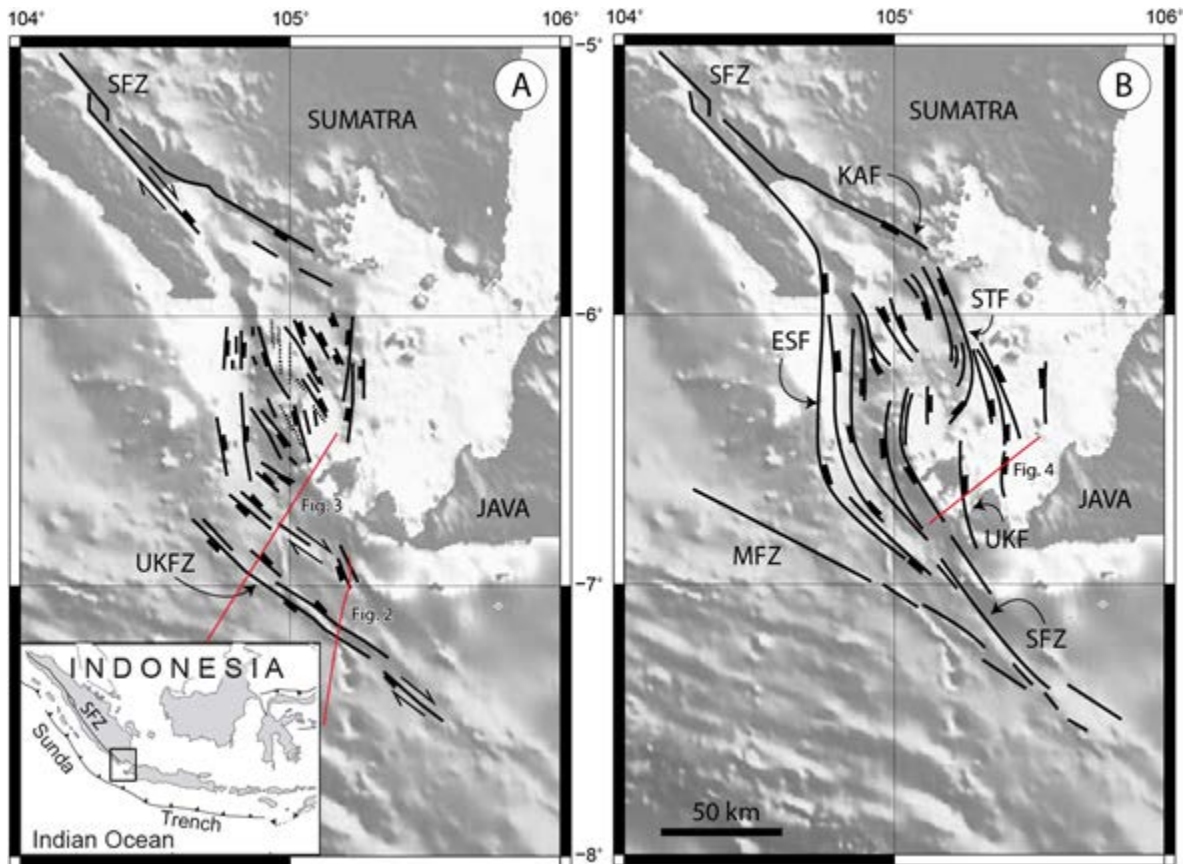 104° 105° 104° 105° 106°
SFZ
A
SUMATRA
UKFZ
Fig. 3
Fig. 2
JAVA
INDONESIA
SFZ
Sunda
Trench
Indian Ocean
-5°
-6°
-7°
-8°
SFZ
B
SUMATRA
KAF
STF
ESF
Fig. 4
JAVA
UKF
MFZ
SFZ
50 km